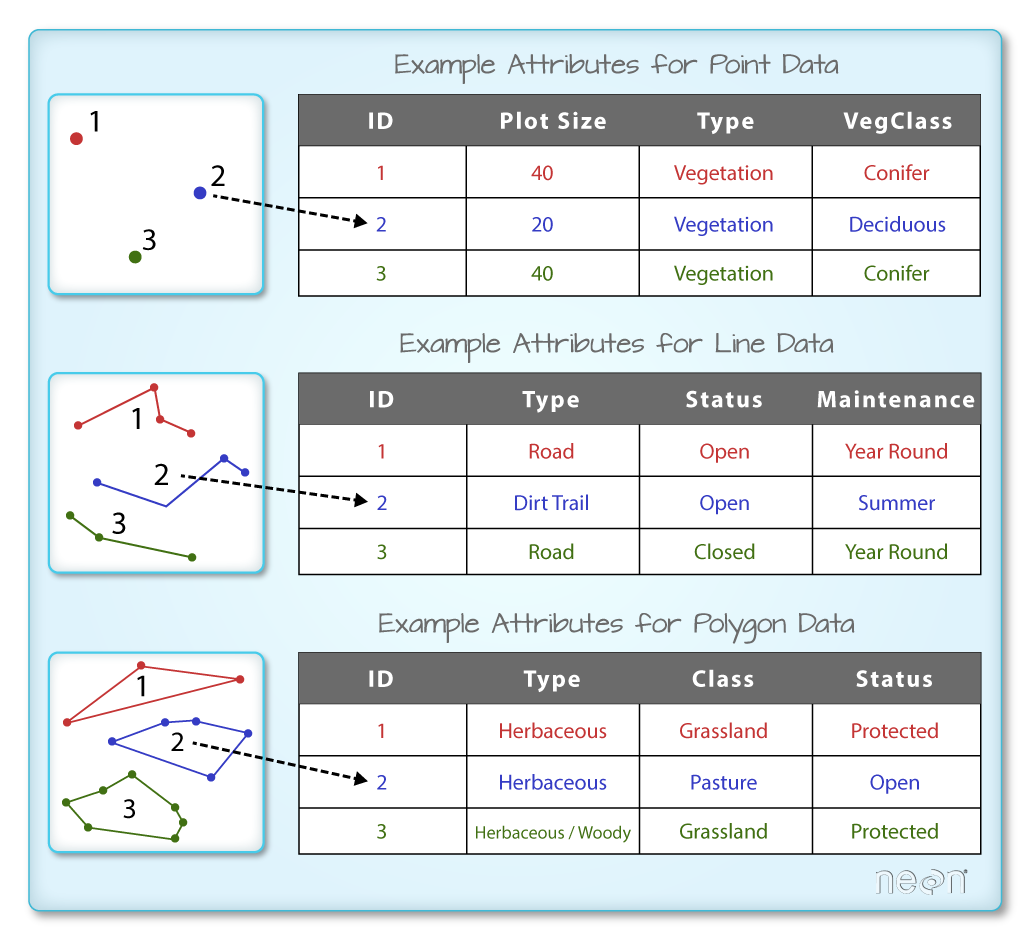 Example Attributes for Point Data
1
2
3
ID Plot Size Type VegClass
1 40 Vegetation Conifer
2 20 Vegetation Deciduous
3 40 Vegetation Conifer
Example Attributes for Line Data
1
2
3
ID Type Status Maintenance
1 Road Open Year Round
2 Dirt Trail Open Summer
3 Road Closed Year Round
Example Attributes for Polygon Data
1
2
3
ID Type Class Status
1 Herbaceous Grassland Protected
2 Herbaceous Pasture Open
3 Herbaceous / Woody Grassland Protected
neon